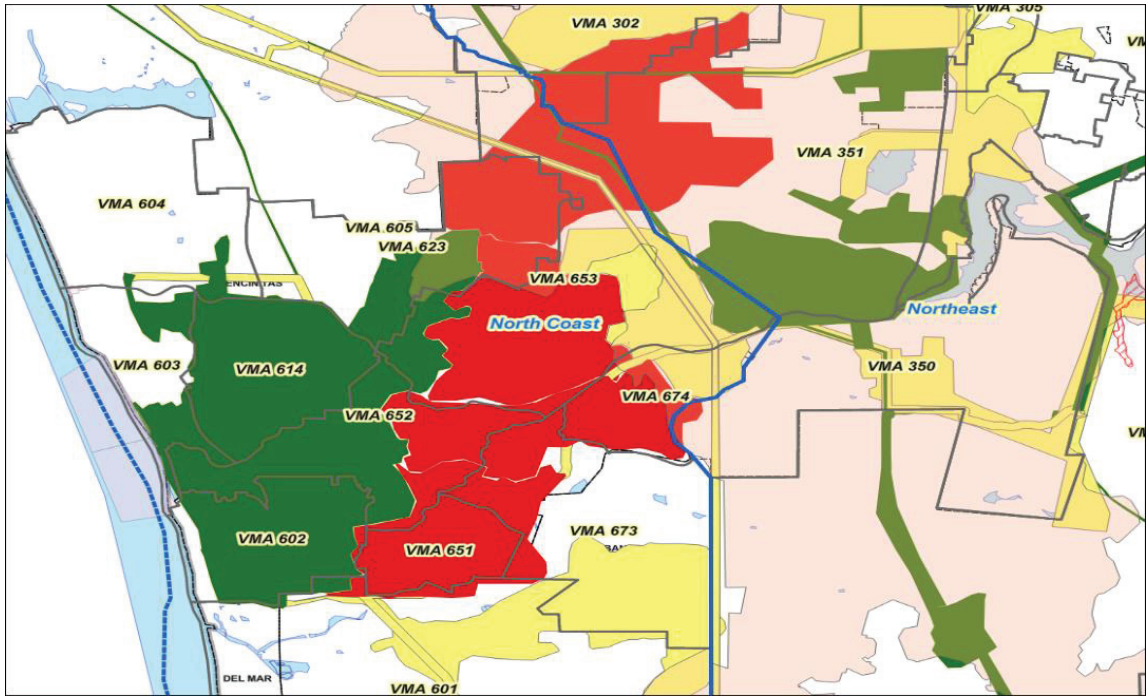 VMA 302
VMA 305
VMA 351
VMA 604
VMA 605
VMA 623
VMA 653
ENCINITAS
North Coast
Northeast
VMA 603
VMA 614
VMA 350
VMA 674
VMA 652
VMA 602
VMA 651
VMA 673
DEL MAR
VMA 601